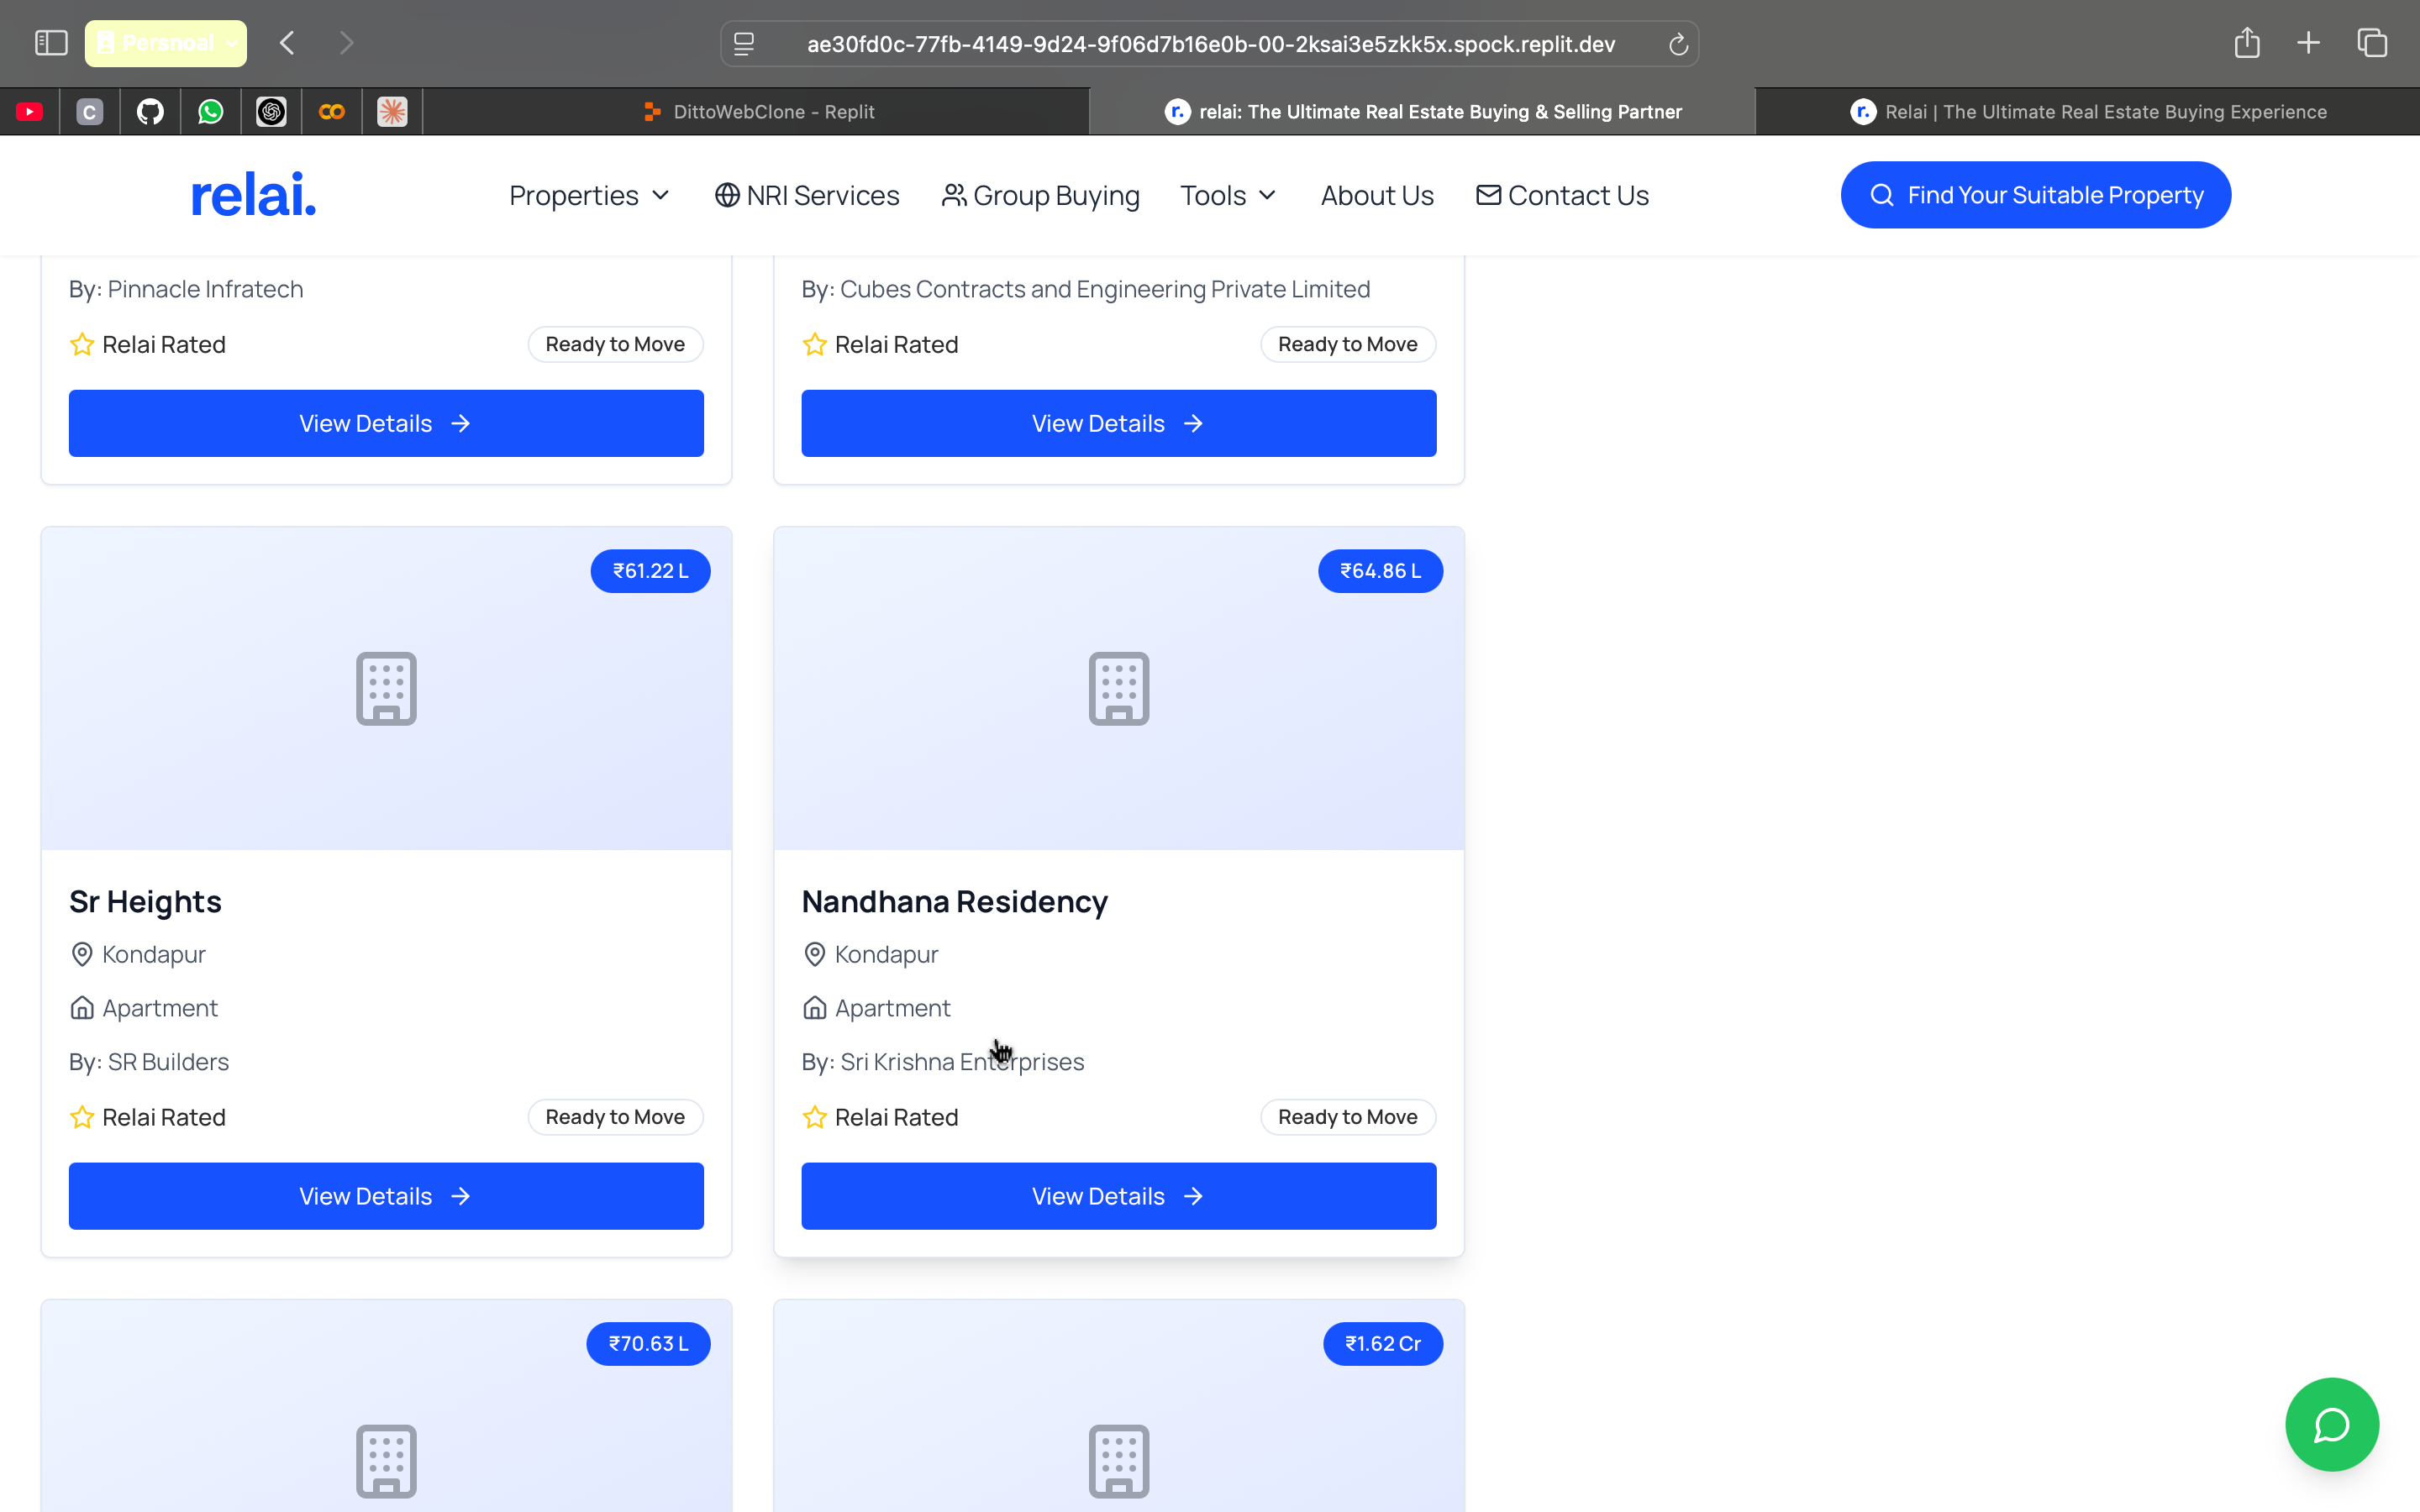 Persnoal
ae30fd0c-77fb-4149-9d24-9f06d7b16e0b-00-2ksai3e5zkk5x.spock.replit.dev
C
DittoWebClone - Replit
r.
relai: The Ultimate Real Estate Buying & Selling Partner
r.
Relai | The Ultimate Real Estate Buying Experience
relai.
Properties
NRI Services
Group Buying
Tools
About Us
Contact Us
Find Your Suitable Property
By: Pinnacle Infratech
Relai Rated
Ready to Move
View Details
By: Cubes Contracts and Engineering Private Limited
Relai Rated
Ready to Move
View Details
₹61.22 L
Sr Heights
Kondapur
Apartment
By: SR Builders
Relai Rated
Ready to Move
View Details
₹64.86 L
Nandhana Residency
Kondapur
Apartment
By: Sri Krishna Enterprises
Relai Rated
Ready to Move
View Details
₹70.63 L
₹1.62 Cr